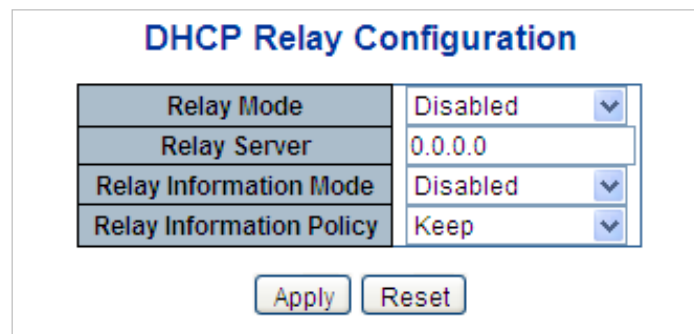 DHCP Relay Configuration
Relay Mode Disabled
Relay Server 0.0.0.0
Relay Information Mode Disabled
Relay Information Policy Keep
Apply Reset